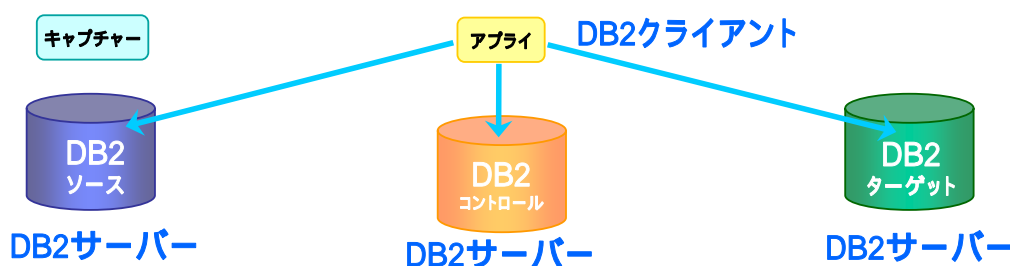 キャプチャー
アプライ
DB2クライアント
DB2
ソース
DB2
コントロール
DB2
ターゲット
DB2サーバー
DB2サーバー
DB2サーバー